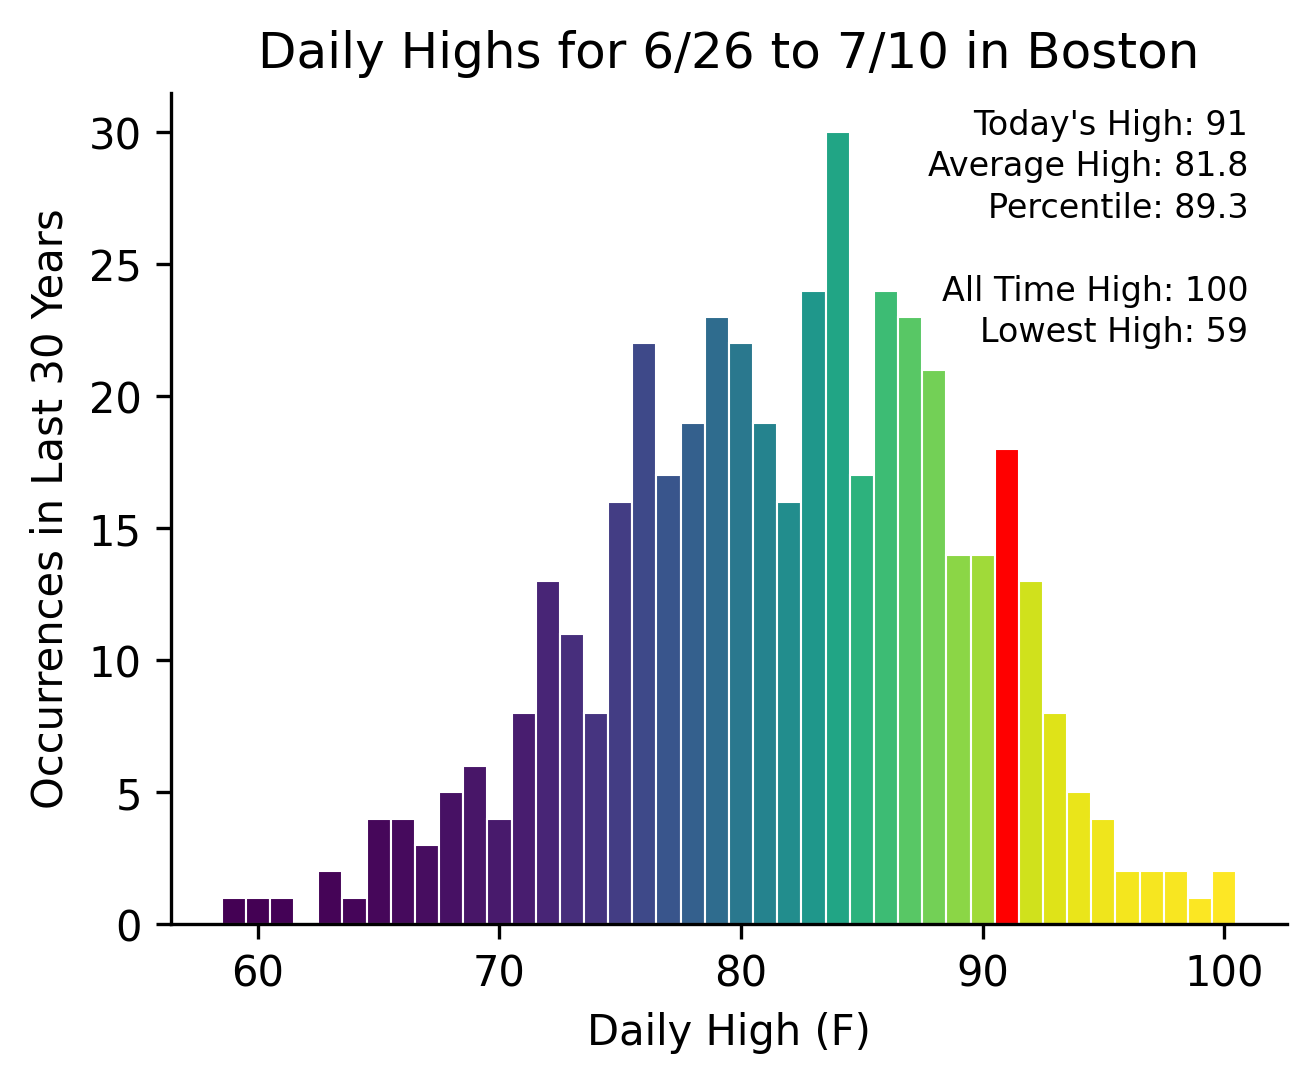 Daily Highs for 6/26 to 7/10 in Boston
Today's High: 91
Average High: 81.8
Percentile: 89.3
All Time High: 100
Lowest High: 59
Occurrences in Last 30 Years
30
25
20
15
10
5
0
60 70 80 90 100
Daily High (F)